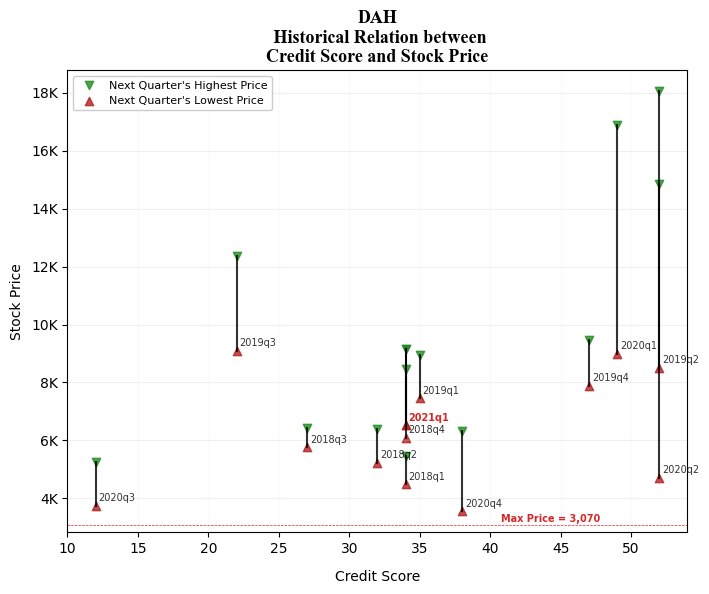 DAH
Historical Relation between
Credit Score and Stock Price
Next Quarter's Highest Price
Next Quarter's Lowest Price
18K
16K
14K
12K
10K
8K
6K
4K
Stock Price
2020q1
2019q3
2019q4
2019q2
2019q1
2021q1
2018q4
2018q3
2018q2
2018q1
2020q2
2020q3
2020q4
Max Price = 3,070
10
15
20
25
30
35
40
45
50
Credit Score